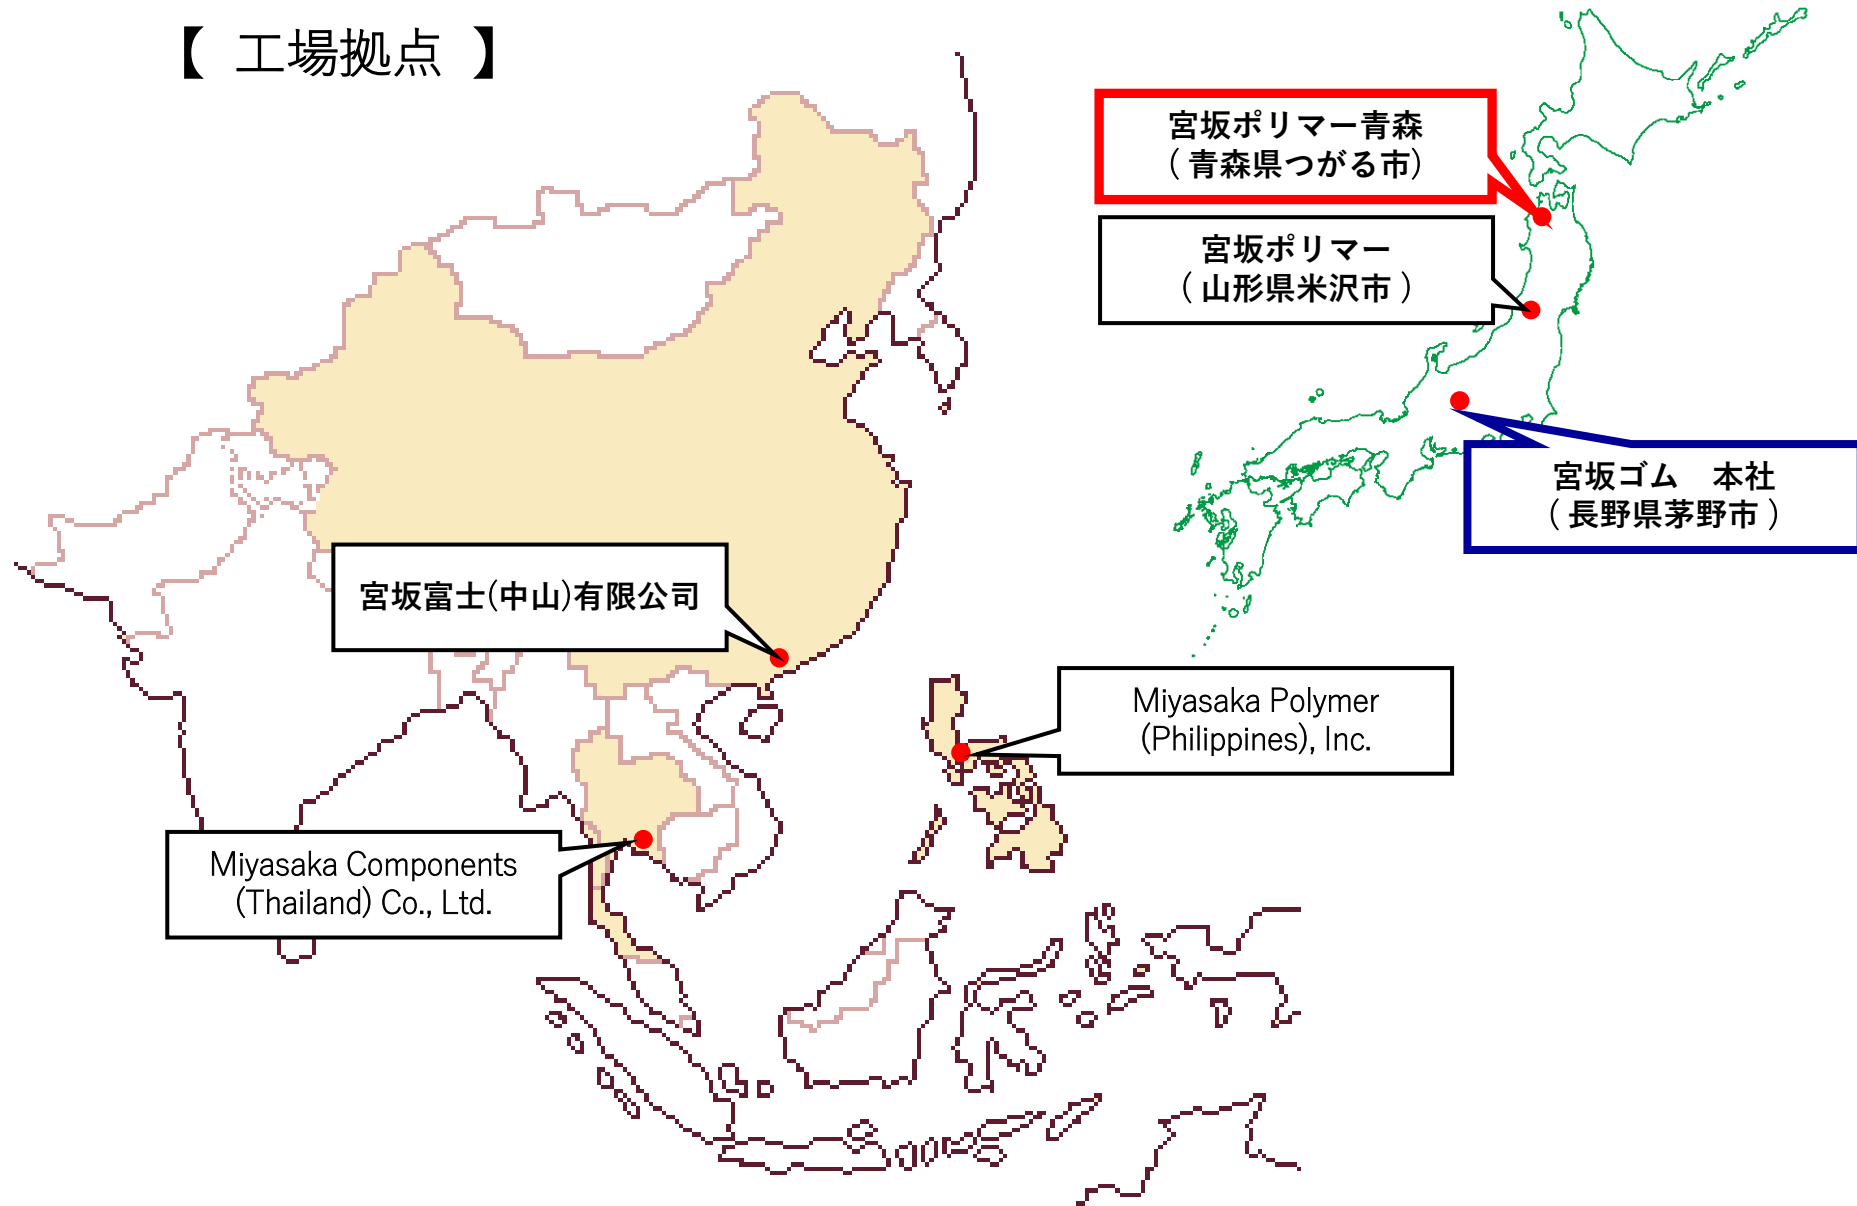 【 工場拠点 】
宮坂ポリマー青森
( 青森県つがる市)
宮坂ポリマー
( 山形県米沢市 )
宮坂ゴム　本社
( 長野県茅野市 )
宮坂富士(中山)有限公司
Miyasaka Polymer
(Philippines), Inc.
Miyasaka Components
(Thailand) Co., Ltd.